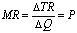 MR = ΔTR/ΔQ = P